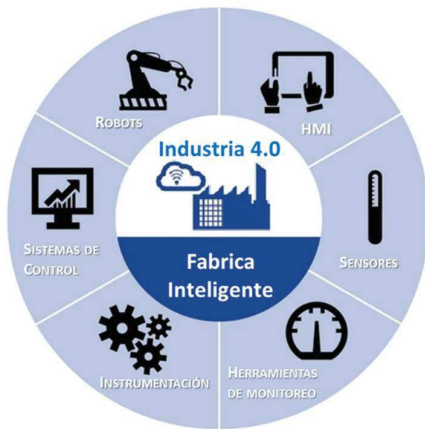 ROBOTS
HMI
Industria 4.0
SISTEMAS DE
CONTROL
SENSORES
Fabrica
Inteligente
INSTRUMENTACIÓN
HERRAMIENTAS
DE MONITOREO